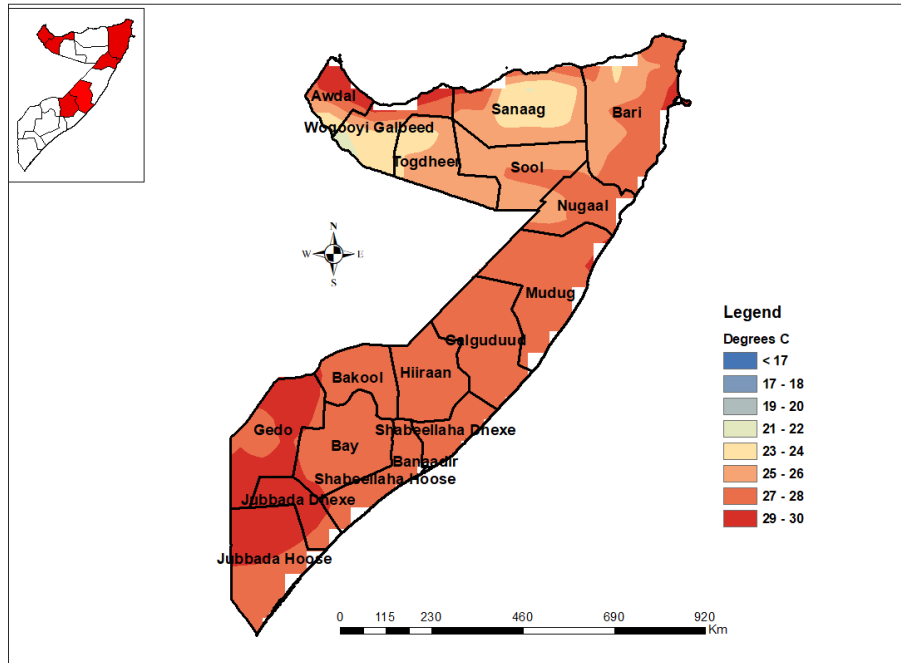 Awdal
Sanaag
Bari
Wogooyi Galbeed
Togdheer
Sool
Nugaal
N
W E
S
Mudug
Galguduud
Hiiraan
Bakool
Gedo
Bay
Shabeellaha Dhexe
Banaadir
Shabeellaha Hoose
Jubbada Dhexe
Jubbada Hoose
Legend
Degrees C
< 17
17 - 18
19 - 20
21 - 22
23 - 24
25 - 26
27 - 28
29 - 30
0 115 230 460 690 920
Km